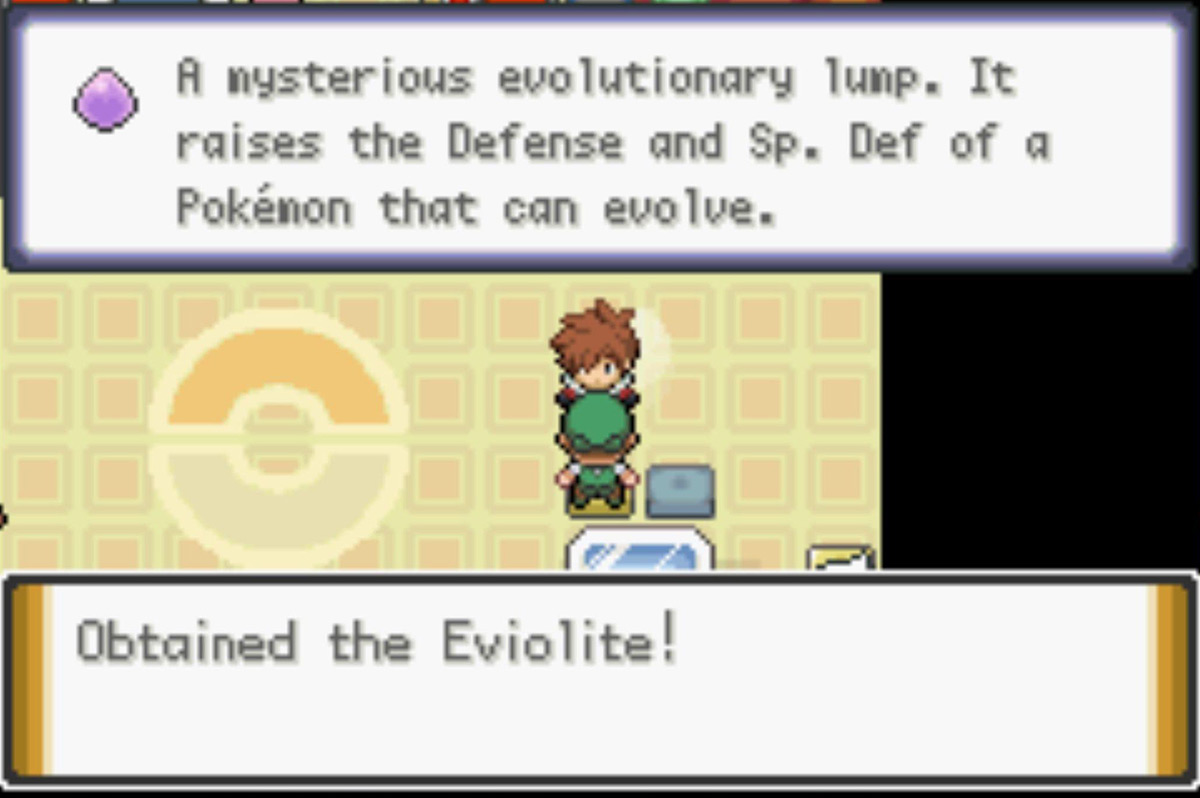 A mysterious evolutionary lump. It
raises the Defense and Sp. Def of a
Pokémon that can evolve.
Obtained the Eviolite!